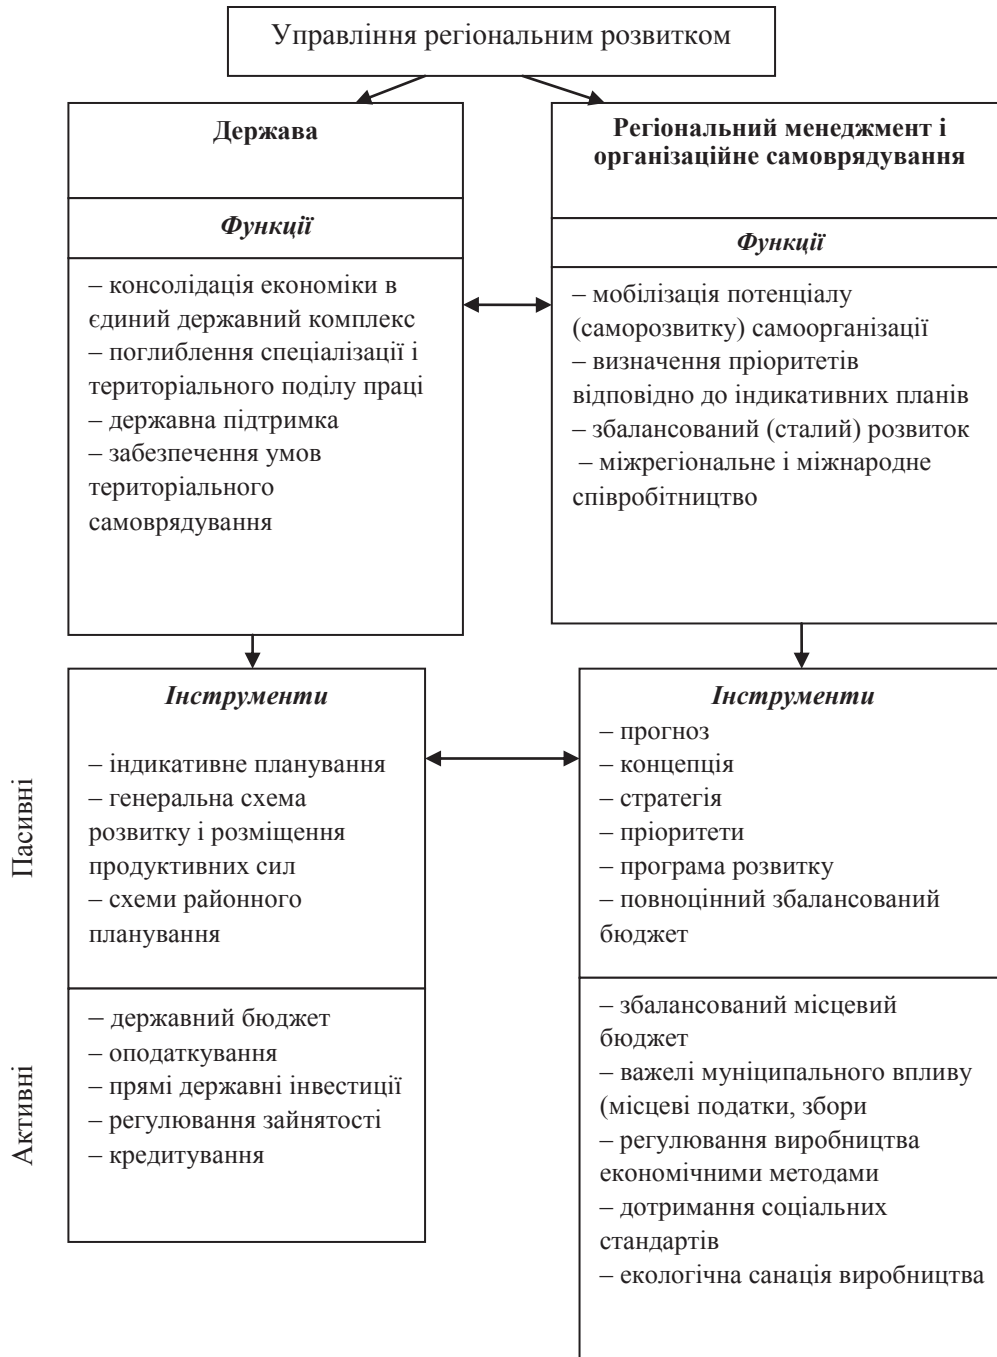 Управління регіональним розвитком
Держава
Функції
– консолідація економіки в
єдиний державний комплекс
– поглиблення спеціалізації і
територіального поділу праці
– державна підтримка
– забезпечення умов
територіального
самоврядування
Регіональний менеджмент і
організаційне самоврядування
Функції
– мобілізація потенціалу
(саморозвитку) самоорганізації
– визначення пріоритетів
відповідно до індикативних планів
– збалансований (сталий) розвиток
– міжрегіональне і міжнародне
співробітництво
Пасивні
Інструменти
– індикативне планування
– генеральна схема
розвитку і розміщення
продуктивних сил
– схеми районного
планування
Інструменти
– прогноз
– концепція
– стратегія
– пріоритети
– програма розвитку
– повноцінний збалансований
бюджет
Активні
– державний бюджет
– оподаткування
– прямі державні інвестиції
– регулювання зайнятості
– кредитування
– збалансований місцевий
бюджет
– важелі муніципального впливу
(місцеві податки, збори
– регулювання виробництва
економічними методами
– дотримання соціальних
стандартів
– екологічна санація виробництва